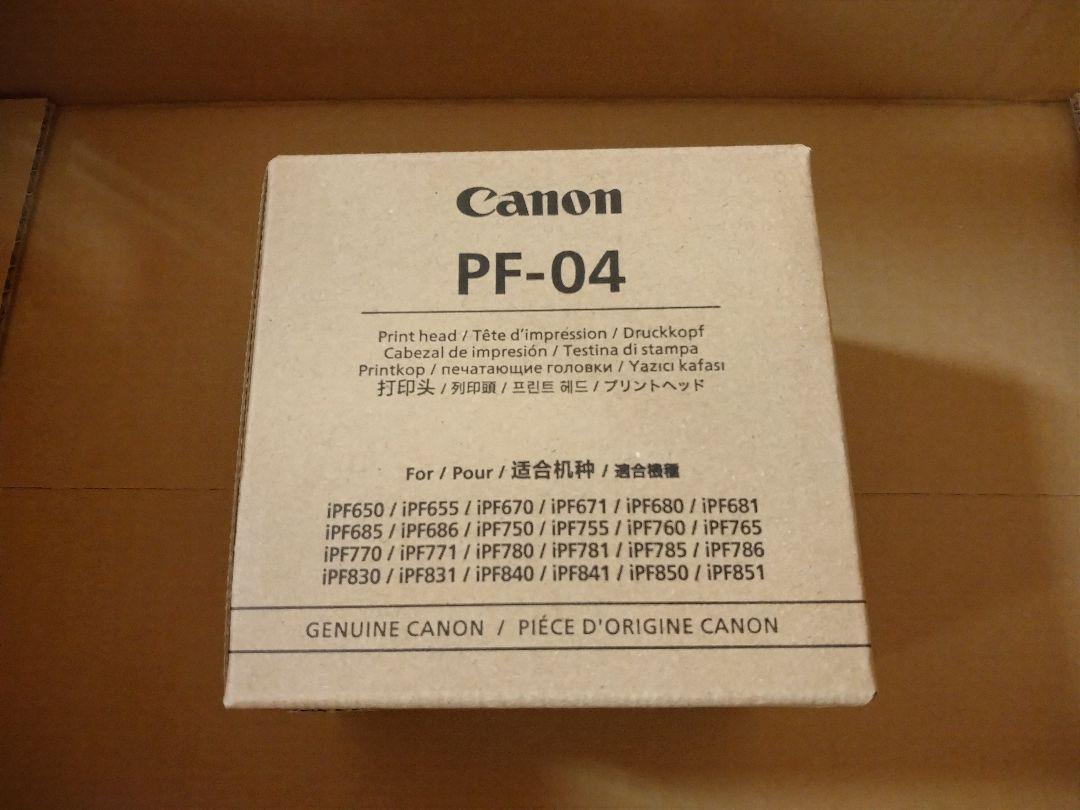 Canon
PF-04
Print head / Tête d'impression / Druckkopf
Cabezal de impresión / Testina di stampa
Printkop / печатающие головки / Yazıcı kafası
打印头 / 列印頭 / 프린트 헤드 / プリントヘッド
For / Pour / 适合机种 / 適合機種
iPF650 / iPF655 / iPF670 / iPF671 / iPF680 / iPF681
iPF685 / iPF686 / iPF750 / iPF755 / iPF760 / iPF765
iPF770 / iPF771 / iPF780 / iPF781 / iPF785 / iPF786
iPF830 / iPF831 / iPF840 / iPF841 / iPF850 / iPF851
GENUINE CANON / PIÉCE D'ORIGINE CANON